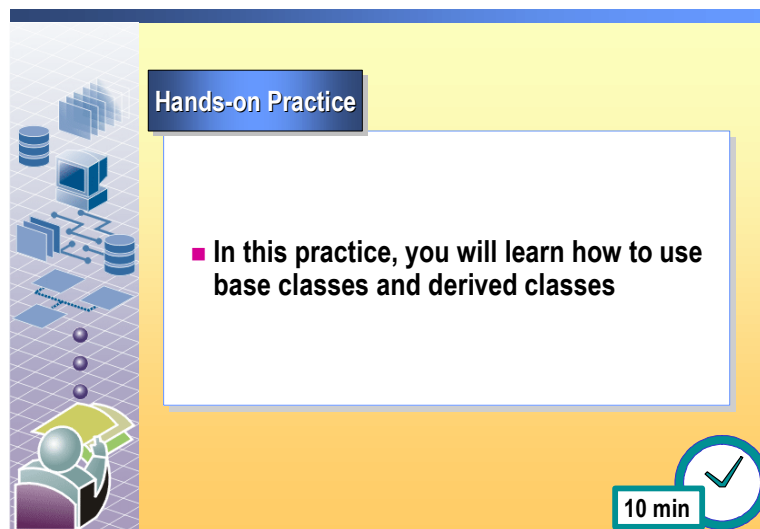 Hands-on Practice
■ In this practice, you will learn how to use
base classes and derived classes
10 min